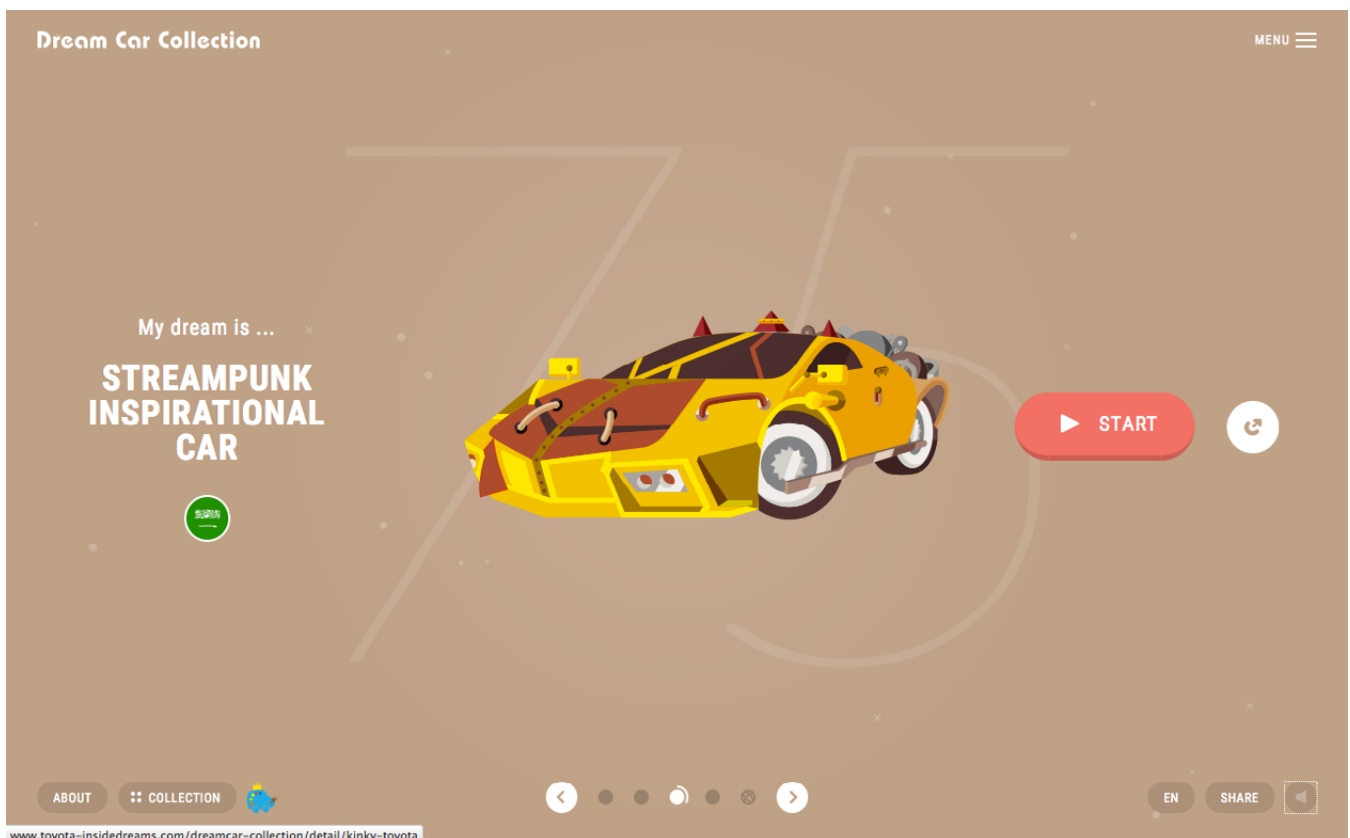 Dream Car Collection
MENU
75
My dream is ...
STREAMPUNK
INSPIRATIONAL
CAR
START
ABOUT
COLLECTION
EN
SHARE
www.toyota-insidedreams.com/dreamcar-collection/detail/kinky-toyota